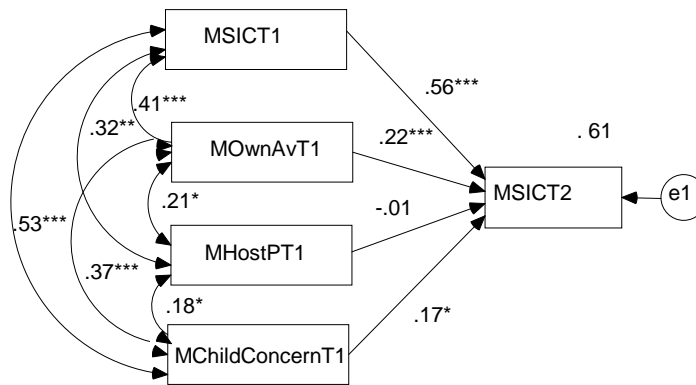 MSICT1
.56***
.41***
.32**
.22***
. 61
MOwnAvT1
MSICT2
e1
.21*
-.01
.53***
MHostPT1
.37***
.18*
.17*
MChildConcernT1